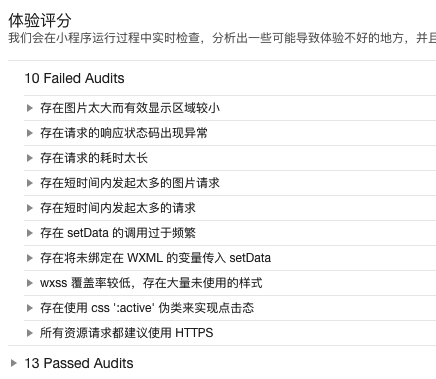 体验评分
我们会在小程序运行过程中实时检查，分析出一些可能导致体验不好的地方，并且
10 Failed Audits
存在图片太大而有效显示区域较小
存在请求的响应状态码出现异常
存在请求的耗时太长
存在短时间内发起太多的图片请求
存在短时间内发起太多的请求
存在 setData 的调用过于频繁
存在将未绑定在 WXML 的变量传入 setData
wxss 覆盖率较低，存在大量未使用的样式
存在使用 css ':active' 伪类来实现点击态
所有资源请求都建议使用 HTTPS
13 Passed Audits